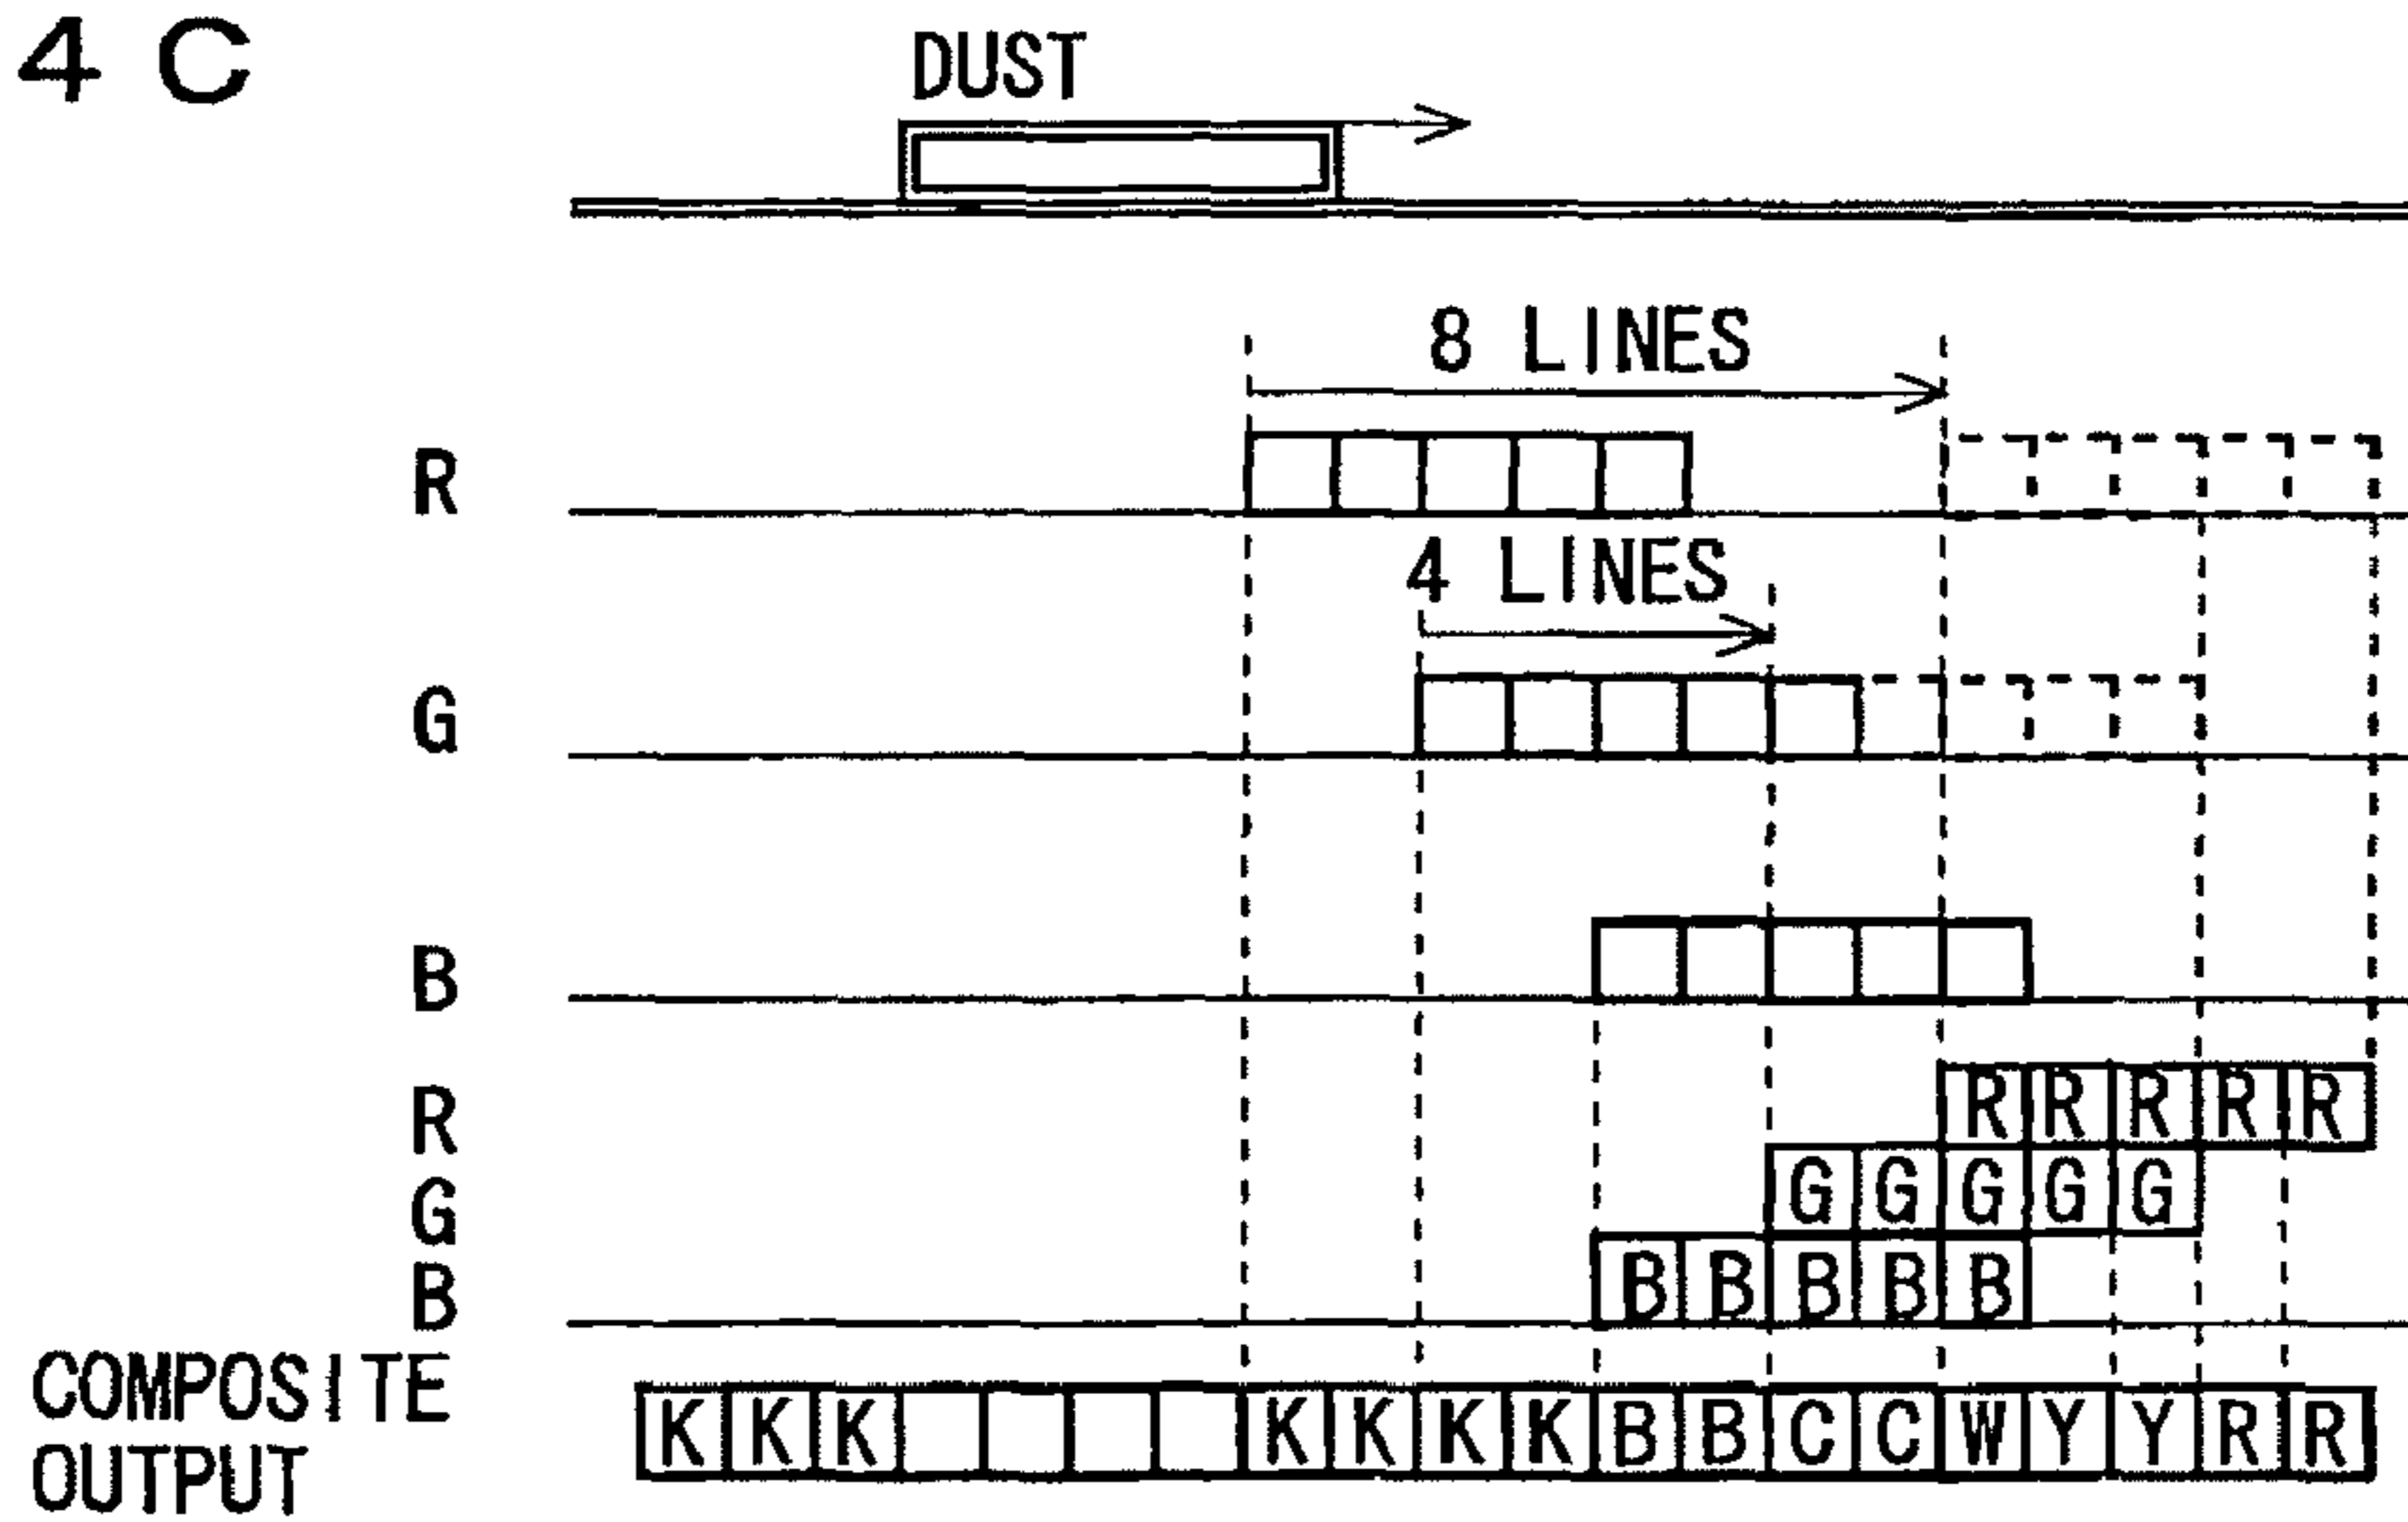 4 C
DUST
8 LINES
R
4 LINES
G
B
R R R R R R
G G G G G G
B B B B B B
COMPOSITE
OUTPUT
K K K K K K K B B C C W Y Y R R